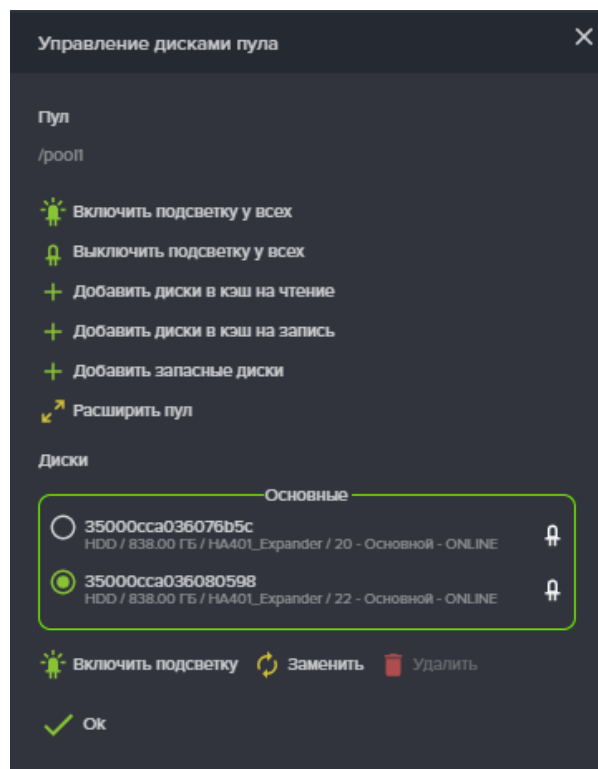 Управление дисками пула
Пул
/pool1
Включить подсветку у всех
Выключить подсветку у всех
Добавить диски в кэш на чтение
Добавить диски в кэш на запись
Добавить запасные диски
Расширить пул
Диски
Основные
35000cca036076b5c
HDD / 838.00 ГБ / HA401_Expander / 20 - Основной - ONLINE
35000cca036080598
HDD / 838.00 ГБ / HA401_Expander / 22 - Основной - ONLINE
Включить подсветку Заменить Удалить
Ok